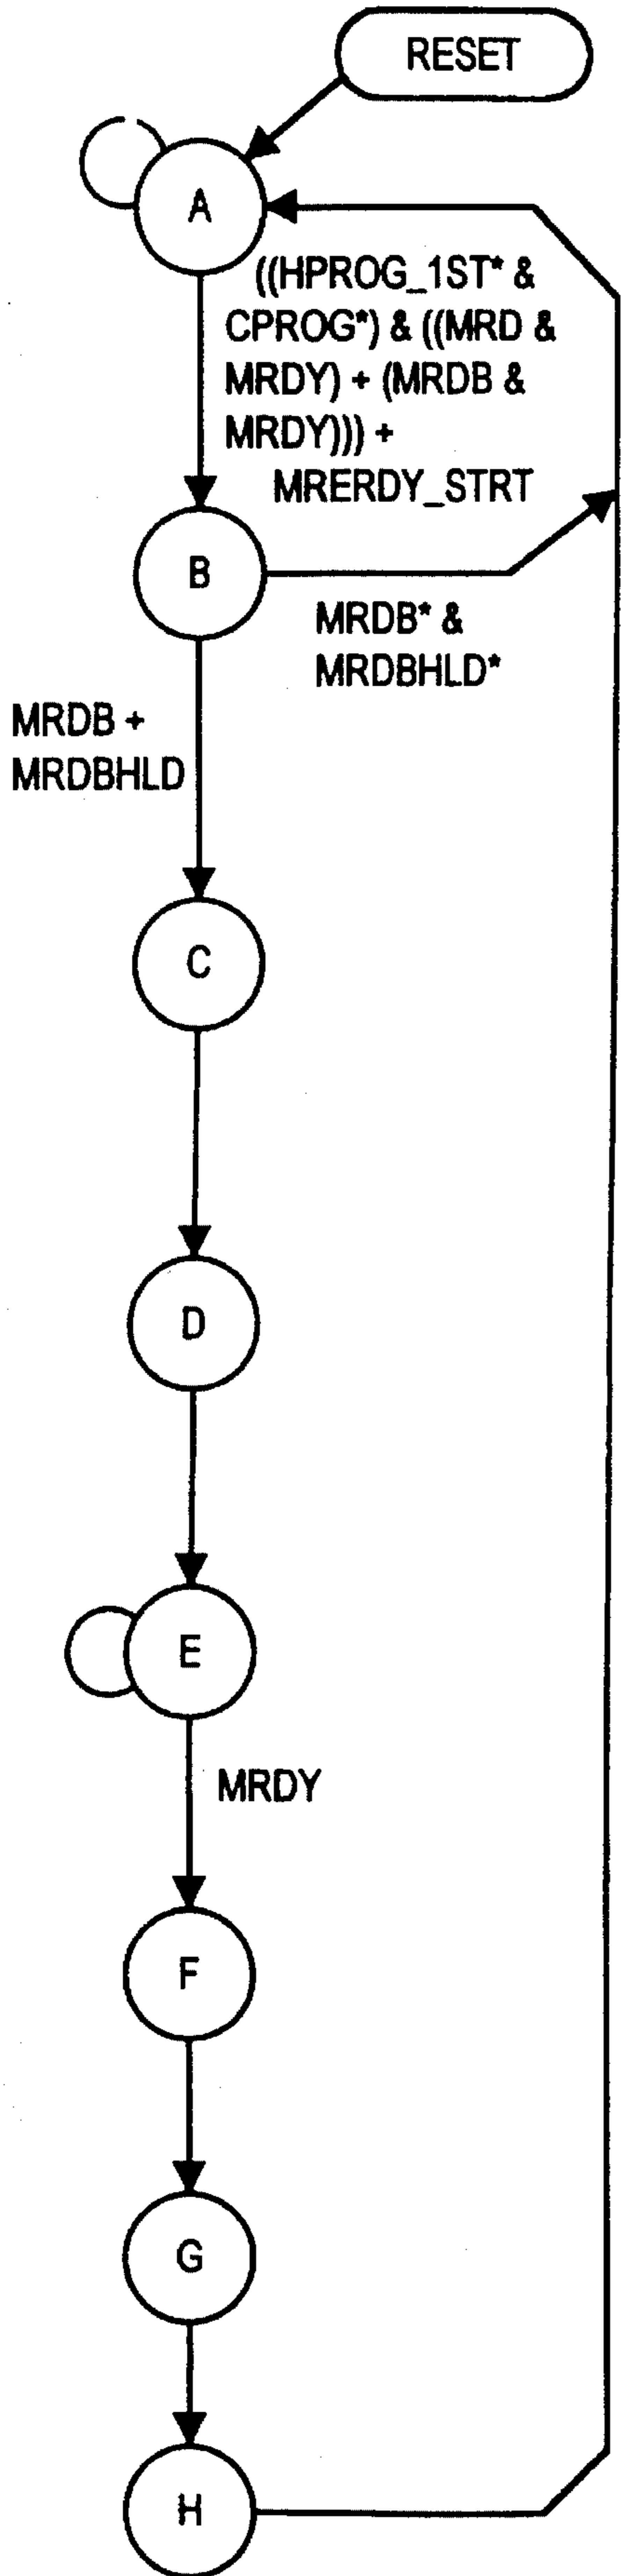 RESET
A
((HPROG_1ST* &
CPROG*) & ((MRD &
MRDY) + (MRDB &
MRDY))) +
MRERDY_STRT
B
MRDB* &
MRDBHLD*
MRDB +
MRDBHLD
C
D
E
MRDY
F
G
H